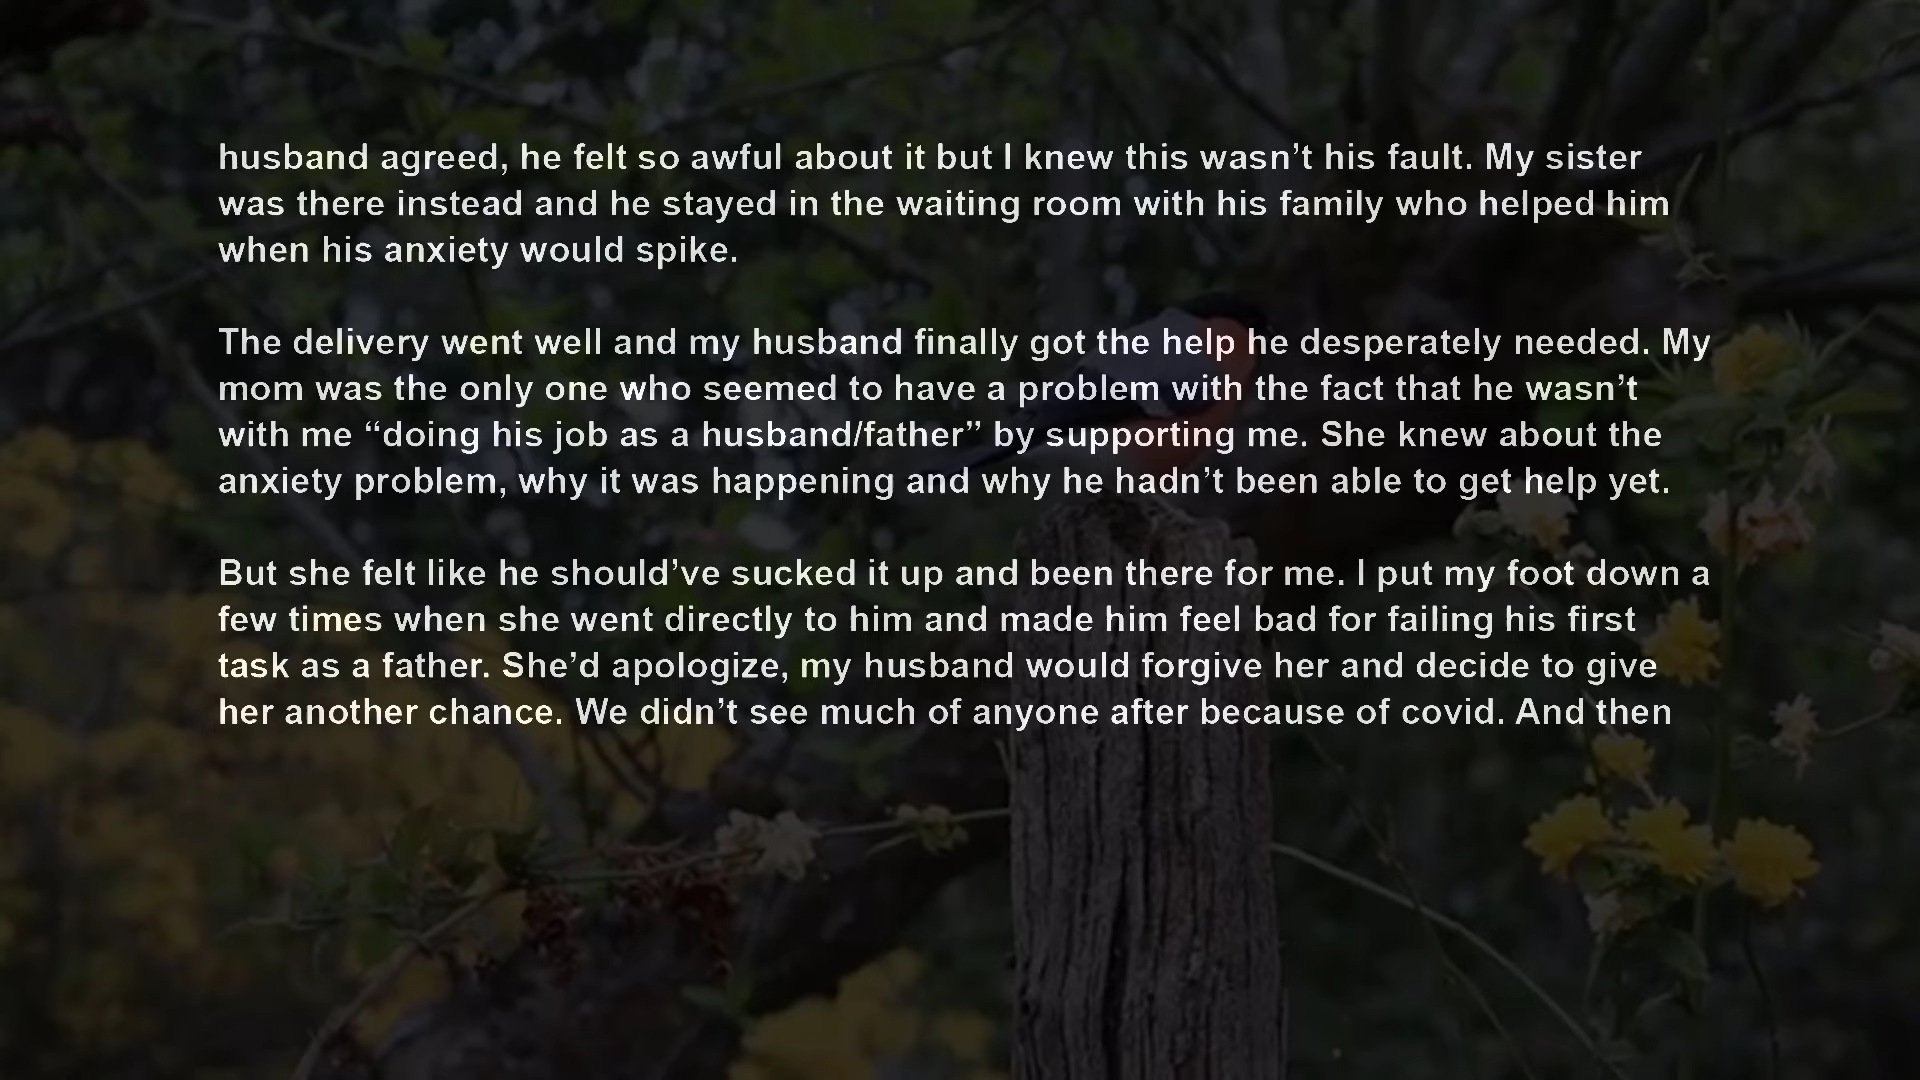 husband agreed, he felt so awful about it but I knew this wasn’t his fault. My sister
was there instead and he stayed in the waiting room with his family who helped him
when his anxiety would spike.
The delivery went well and my husband finally got the help he desperately needed. My
mom was the only one who seemed to have a problem with the fact that he wasn’t
with me “doing his job as a husband/father” by supporting me. She knew about the
anxiety problem, why it was happening and why he hadn’t been able to get help yet.
But she felt like he should’ve sucked it up and been there for me. I put my foot down a
few times when she went directly to him and made him feel bad for failing his first
task as a father. She’d apologize, my husband would forgive her and decide to give
her another chance. We didn’t see much of anyone after because of covid. And then